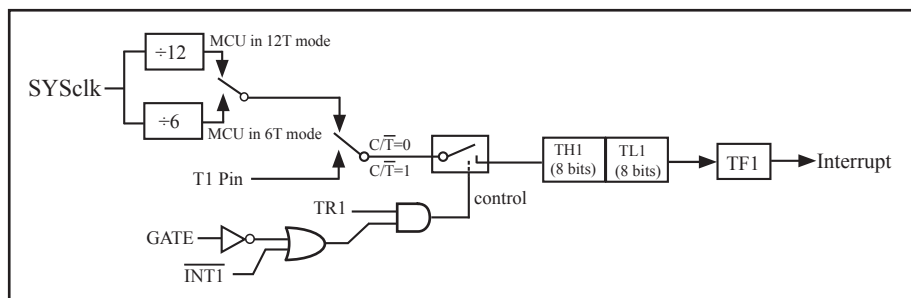 ÷12
MCU in 12T mode
SYSclk
÷6
MCU in 6T mode
C/T̅=0
C/T̅=1
T1 Pin
TH1
(8 bits)
TL1
(8 bits)
TF1
Interrupt
control
TR1
GATE
I̅N̅T̅1̅